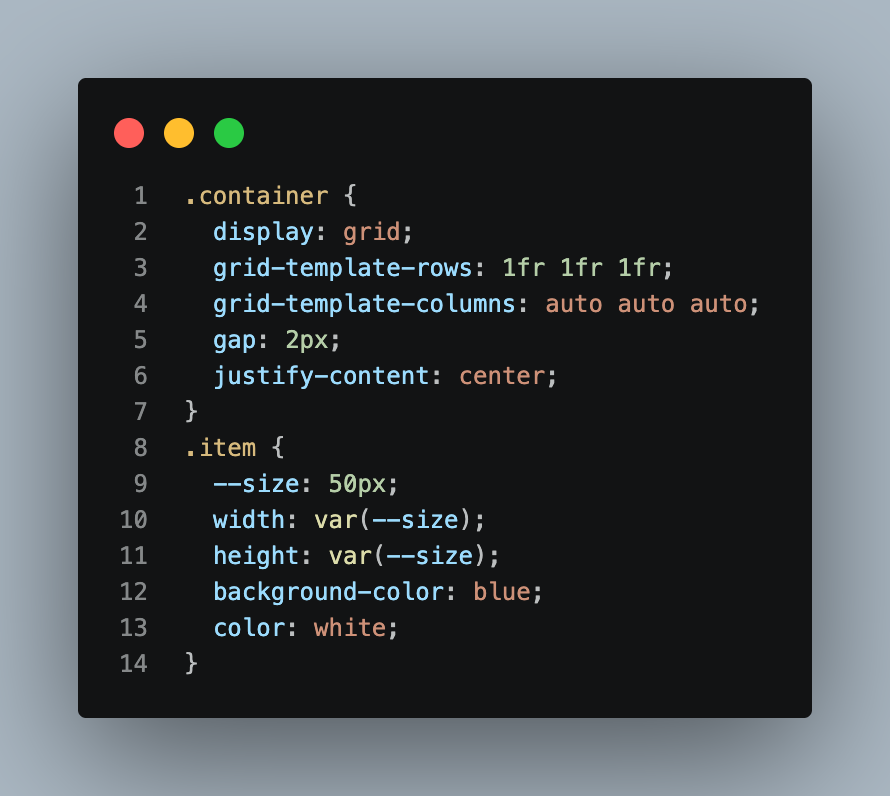 1 .container {
2   display: grid;
3   grid-template-rows: 1fr 1fr 1fr;
4   grid-template-columns: auto auto auto;
5   gap: 2px;
6   justify-content: center;
7 }
8 .item {
9   --size: 50px;
10   width: var(--size);
11   height: var(--size);
12   background-color: blue;
13   color: white;
14 }